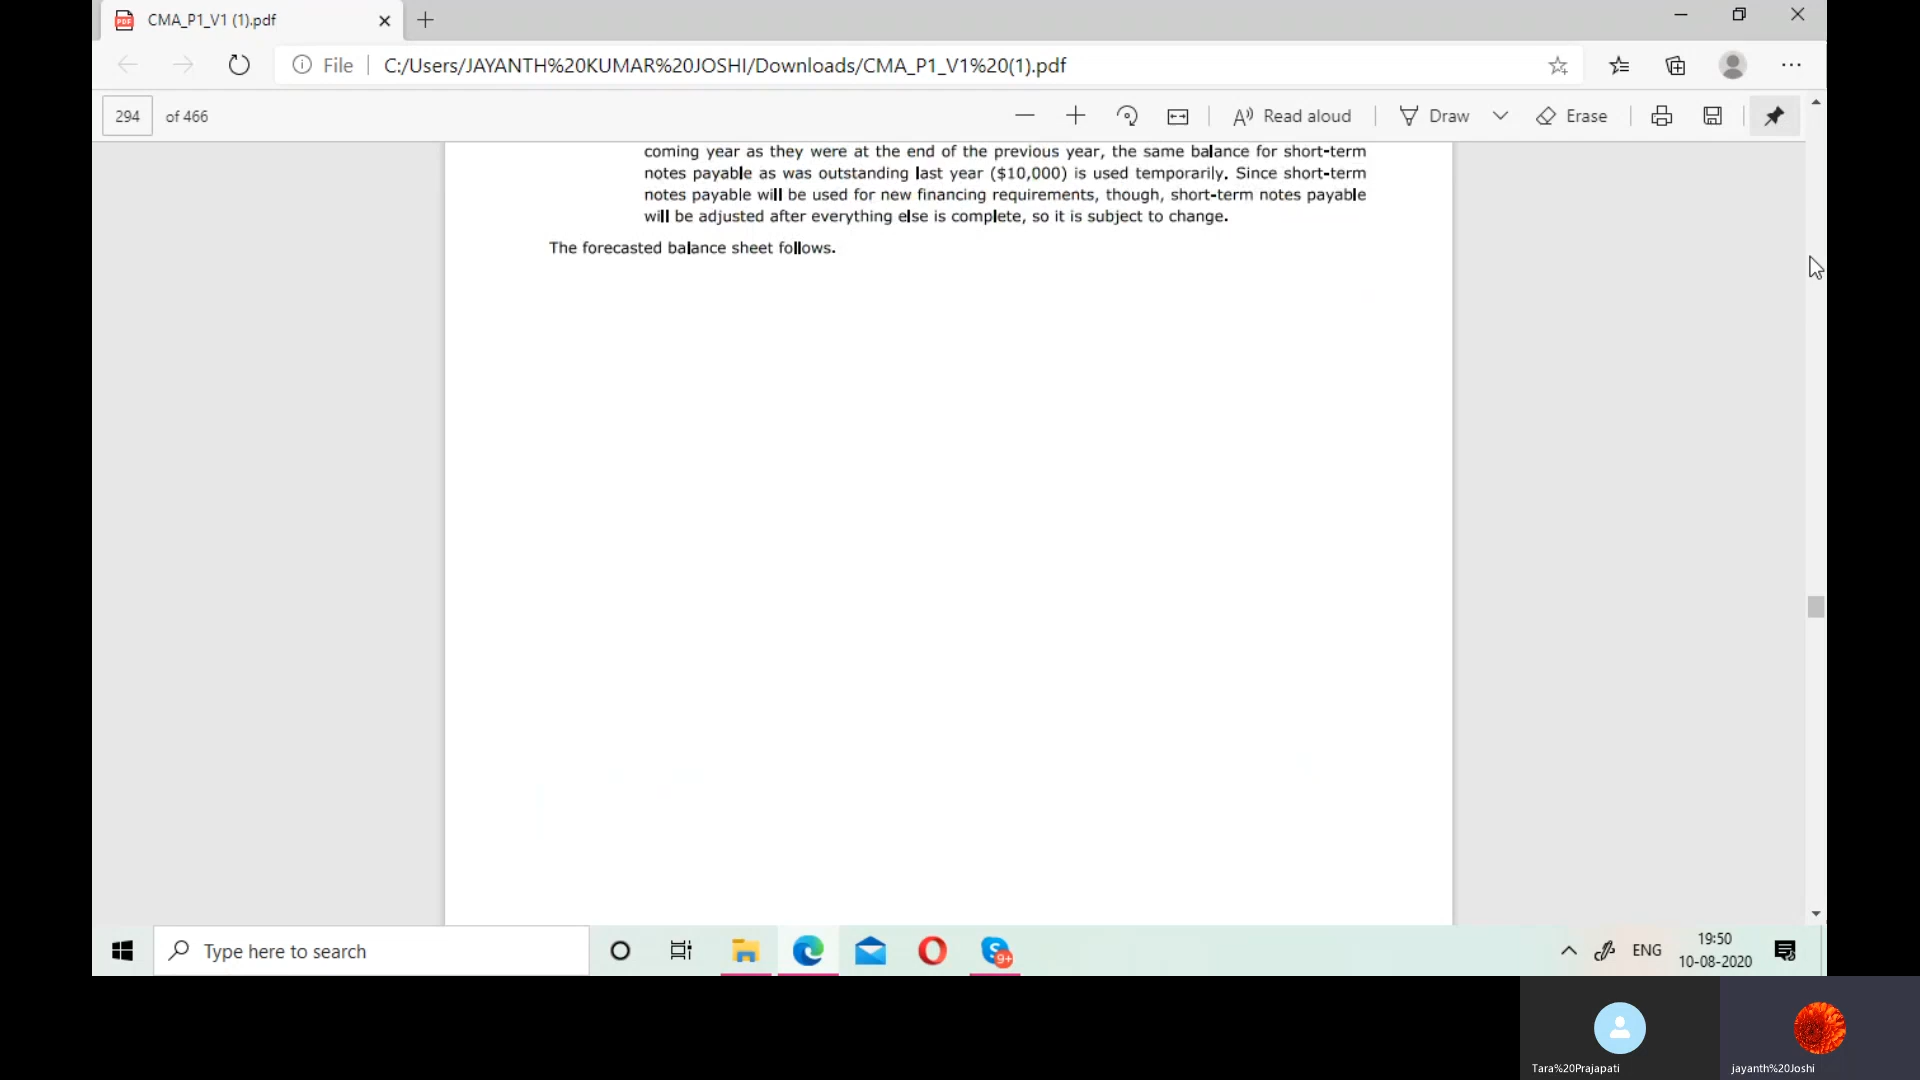 CMA_P1_V1 (1).pdf
File
C:/Users/JAYANTH%20KUMAR%20JOSHI/Downloads/CMA_P1_V1%20(1).pdf
294 of 466
Read aloud
Draw
Erase
coming year as they were at the end of the previous year, the same balance for short-term
notes payable as was outstanding last year ($10,000) is used temporarily. Since short-term
notes payable will be used for new financing requirements, though, short-term notes payable
will be adjusted after everything else is complete, so it is subject to change.
The forecasted balance sheet follows.
Type here to search
9+
ENG
19:50
10-08-2020
Tara%20Prajapati
jayanth%20Joshi